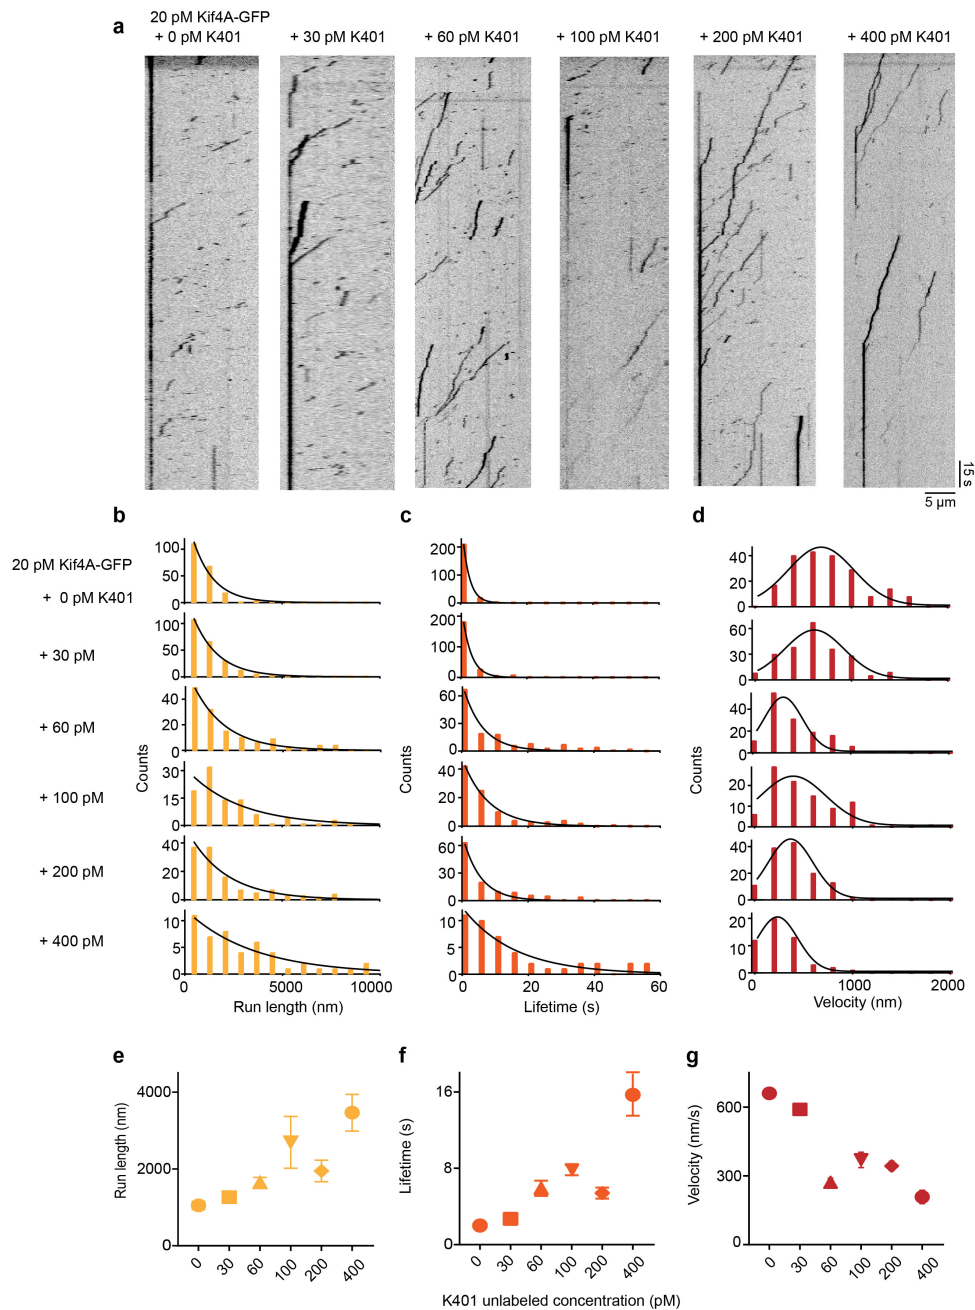 a
20 pM Kif4A-GFP
+ 0 pM K401
+ 30 pM K401
+ 60 pM K401
+ 100 pM K401
+ 200 pM K401
+ 400 pM K401
15 s
5 µm
b
c
d
20 pM Kif4A-GFP
+ 0 pM K401
+ 30 pM
+ 60 pM
+ 100 pM
+ 200 pM
+ 400 pM
100
50
0
100
50
0
40
20
0
30
15
0
40
20
0
10
5
0
Counts
0
5000
10000
Run length (nm)
200
100
0
200
100
0
60
30
0
40
20
0
60
30
0
10
5
0
Counts
0
20
40
60
Lifetime (s)
40
20
0
60
30
0
40
20
0
20
10
0
40
20
0
20
10
0
Counts
0
1000
2000
Velocity (nm)
e
4000
2000
0
Run length (nm)
0
30
60
100
200
400
f
16
8
0
Lifetime (s)
0
30
60
100
200
400
g
600
300
0
Velocity (nm/s)
0
30
60
100
200
400
K401 unlabeled concentration (pM)